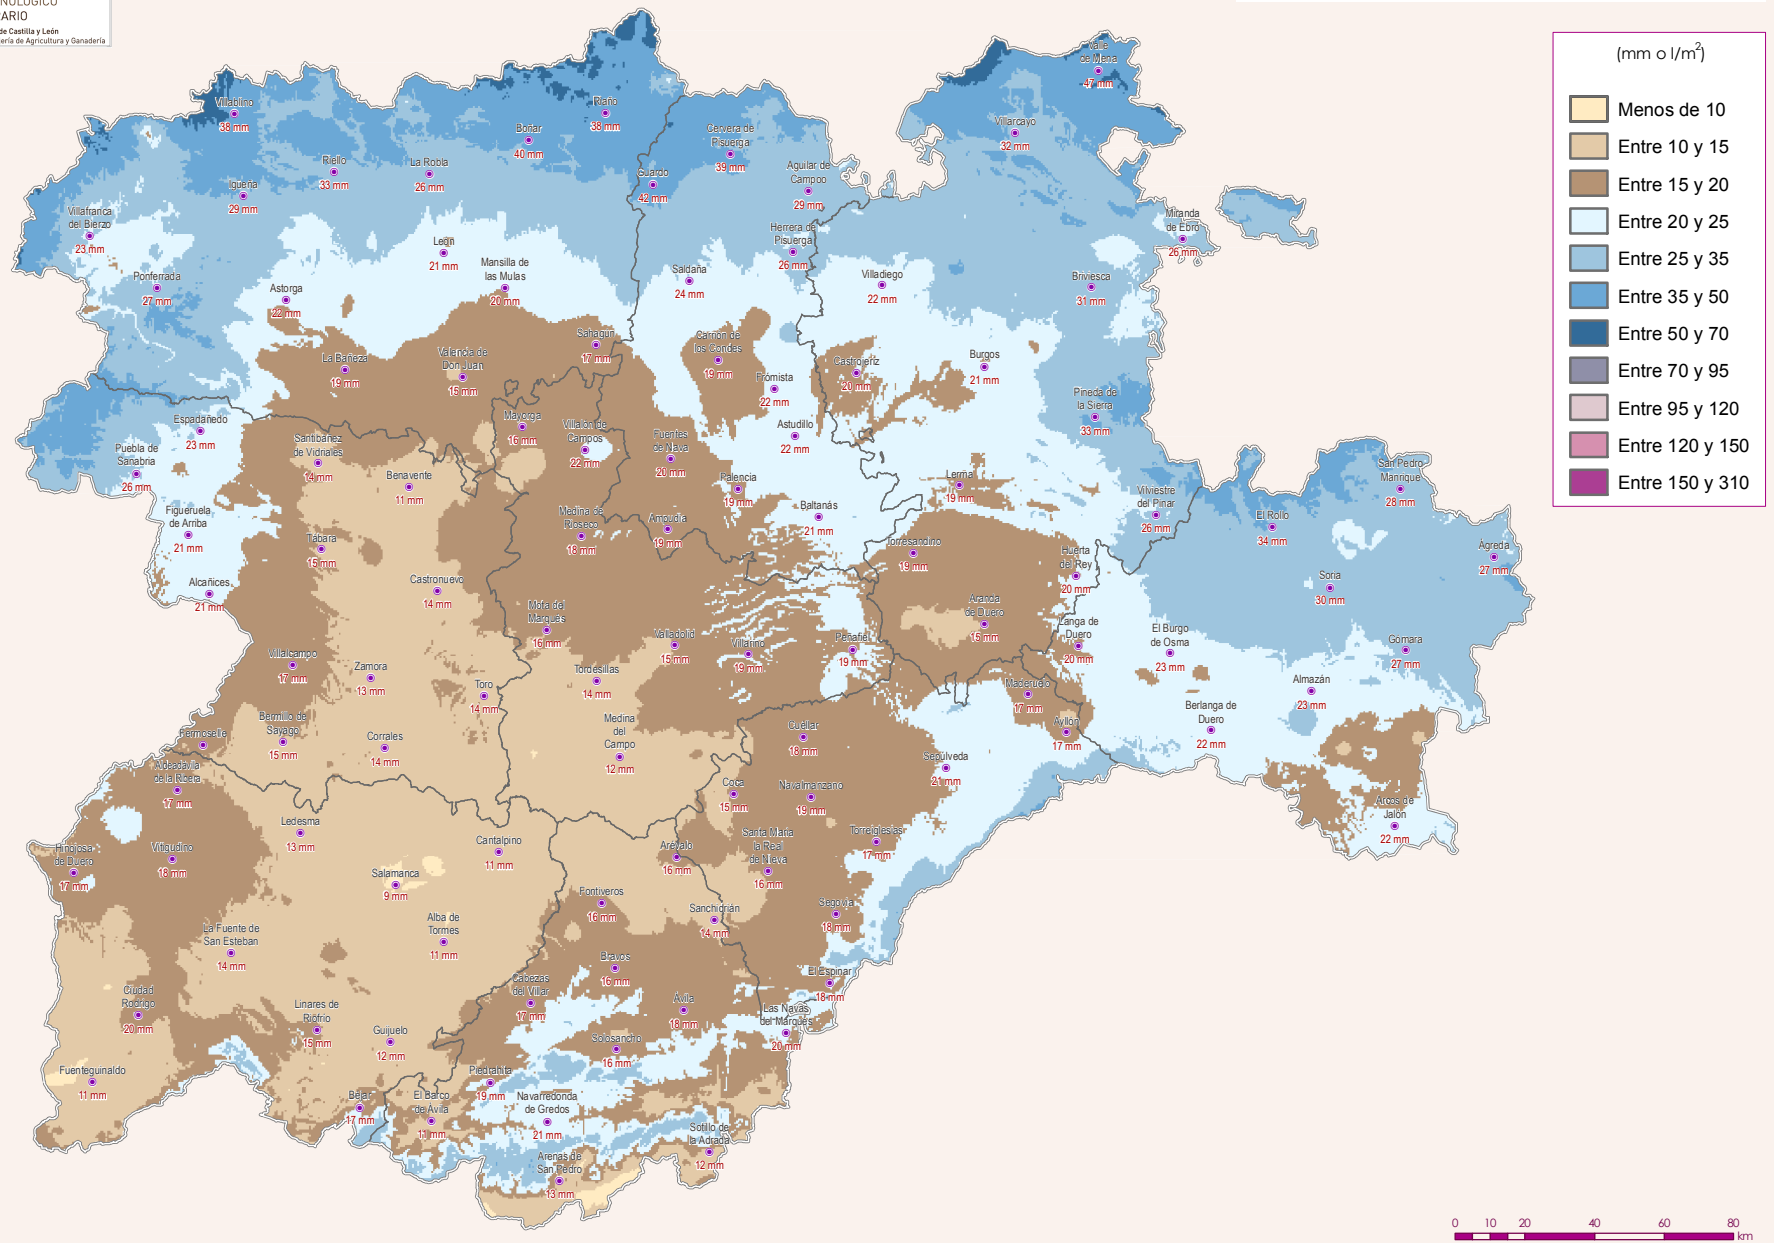 NOLÓGICO
RARIO
de Castilla y León
ería de Agricultura y Ganadería
(mm o l/m²)
Menos de 10
Entre 10 y 15
Entre 15 y 20
Entre 20 y 25
Entre 25 y 35
Entre 35 y 50
Entre 50 y 70
Entre 70 y 95
Entre 95 y 120
Entre 120 y 150
Entre 150 y 310
Valle
de Mena
47 mm
Villablino
38 mm
Riaño
38 mm
Boñar
40 mm
Cervera de
Pisuerga
39 mm
Villarcayo
32 mm
Riello
33 mm
La Robla
26 mm
Guardo
42 mm
Aguilar de
Campoo
29 mm
Igüeña
29 mm
Villafranca
del Bierzo
23 mm
León
21 mm
Herrera de
Pisuerga
26 mm
Miranda
de Ebro
26 mm
Ponferrada
27 mm
Astorga
22 mm
Mansilla de
las Mulas
20 mm
Saldaña
24 mm
Villadiego
22 mm
Briviesca
31 mm
La Bañeza
19 mm
Valencia de
Don Juan
15 mm
Sahagún
17 mm
Carrión de
los Condes
19 mm
Frómista
22 mm
Castrojeriz
20 mm
Burgos
21 mm
Pineda de
la Sierra
33 mm
Espadañedo
23 mm
Puebla de
Sanabria
26 mm
Santibáñez
de Vidriales
14 mm
Benavente
11 mm
Mayorga
16 mm
Villalón de
Campos
22 mm
Fuentes
de Nava
20 mm
Astudillo
22 mm
Palencia
19 mm
Lerma
19 mm
Vilviestre
del Pinar
26 mm
San Pedro
Manrique
28 mm
Figueruela
de Arriba
21 mm
Medina de
Rioseco
18 mm
Ampudia
19 mm
Baltanás
21 mm
El Royo
34 mm
Tábara
15 mm
Torresandino
19 mm
Huerta
del Rey
20 mm
Ágreda
27 mm
Alcañices
21 mm
Castronuevo
14 mm
Soria
30 mm
Mota del
Marqués
16 mm
Aranda
de Duero
15 mm
Langa de
Duero
20 mm
Valladolid
15 mm
Villarino
19 mm
Peñafiel
19 mm
El Burgo
de Osma
23 mm
Gómara
27 mm
Villalcampo
17 mm
Zamora
13 mm
Toro
14 mm
Tordesillas
14 mm
Maderuelo
17 mm
Almazán
23 mm
Fermoselle
Bermillo de
Sayago
15 mm
Corrales
14 mm
Medina
del
Campo
12 mm
Cuéllar
18 mm
Ayllón
17 mm
Berlanga de
Duero
22 mm
Aldeadávila
de la Ribera
17 mm
Coca
15 mm
Navalmanzano
19 mm
Sepúlveda
21 mm
Arcos de
Jalón
22 mm
Hinojosa
de Duero
17 mm
Vitigudino
18 mm
Ledesma
13 mm
Cantalpino
11 mm
Arévalo
16 mm
Santa María
la Real
de Nieva
16 mm
Torreiglesias
17 mm
Salamanca
9 mm
Fontiveros
16 mm
Sanchidrián
14 mm
Segovia
18 mm
La Fuente de
San Esteban
14 mm
Alba de
Tormes
11 mm
Bravos
16 mm
El Espinar
18 mm
Ciudad
Rodrigo
20 mm
Linares de
Riofrío
15 mm
Guijuelo
12 mm
Cabezas
del Villar
17 mm
Ávila
18 mm
Las Navas
del Marqués
20 mm
Solosancho
16 mm
Fuenteguinaldo
11 mm
Béjar
17 mm
El Barco
de Ávila
11 mm
Piedrahíta
19 mm
Navarredonda
de Gredos
21 mm
Sotillo de
la Adrada
12 mm
Arenas de
San Pedro
13 mm
0 10 20 40 60 80
km